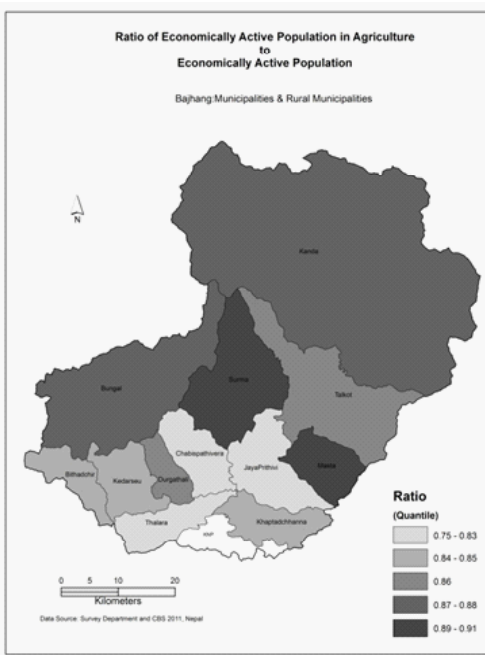 Ratio of Economically Active Population in Agriculture
to
Economically Active Population
Bajhang:Municipalities & Rural Municipalities
N
Kanda
Bungal
Surma
Talkot
Chabispathivera
Bithadchir
Kedarseu
Durgathali
JayaPrithivi
Masta
Thalara
Khaptadchhanna
KNP
Ratio
(Quantile)
0.75 - 0.83
0.84 - 0.85
0.86
0.87 - 0.88
0.89 - 0.91
0 5 10 20
Kilometers
Data Source: Survey Department and CBS 2011, Nepal